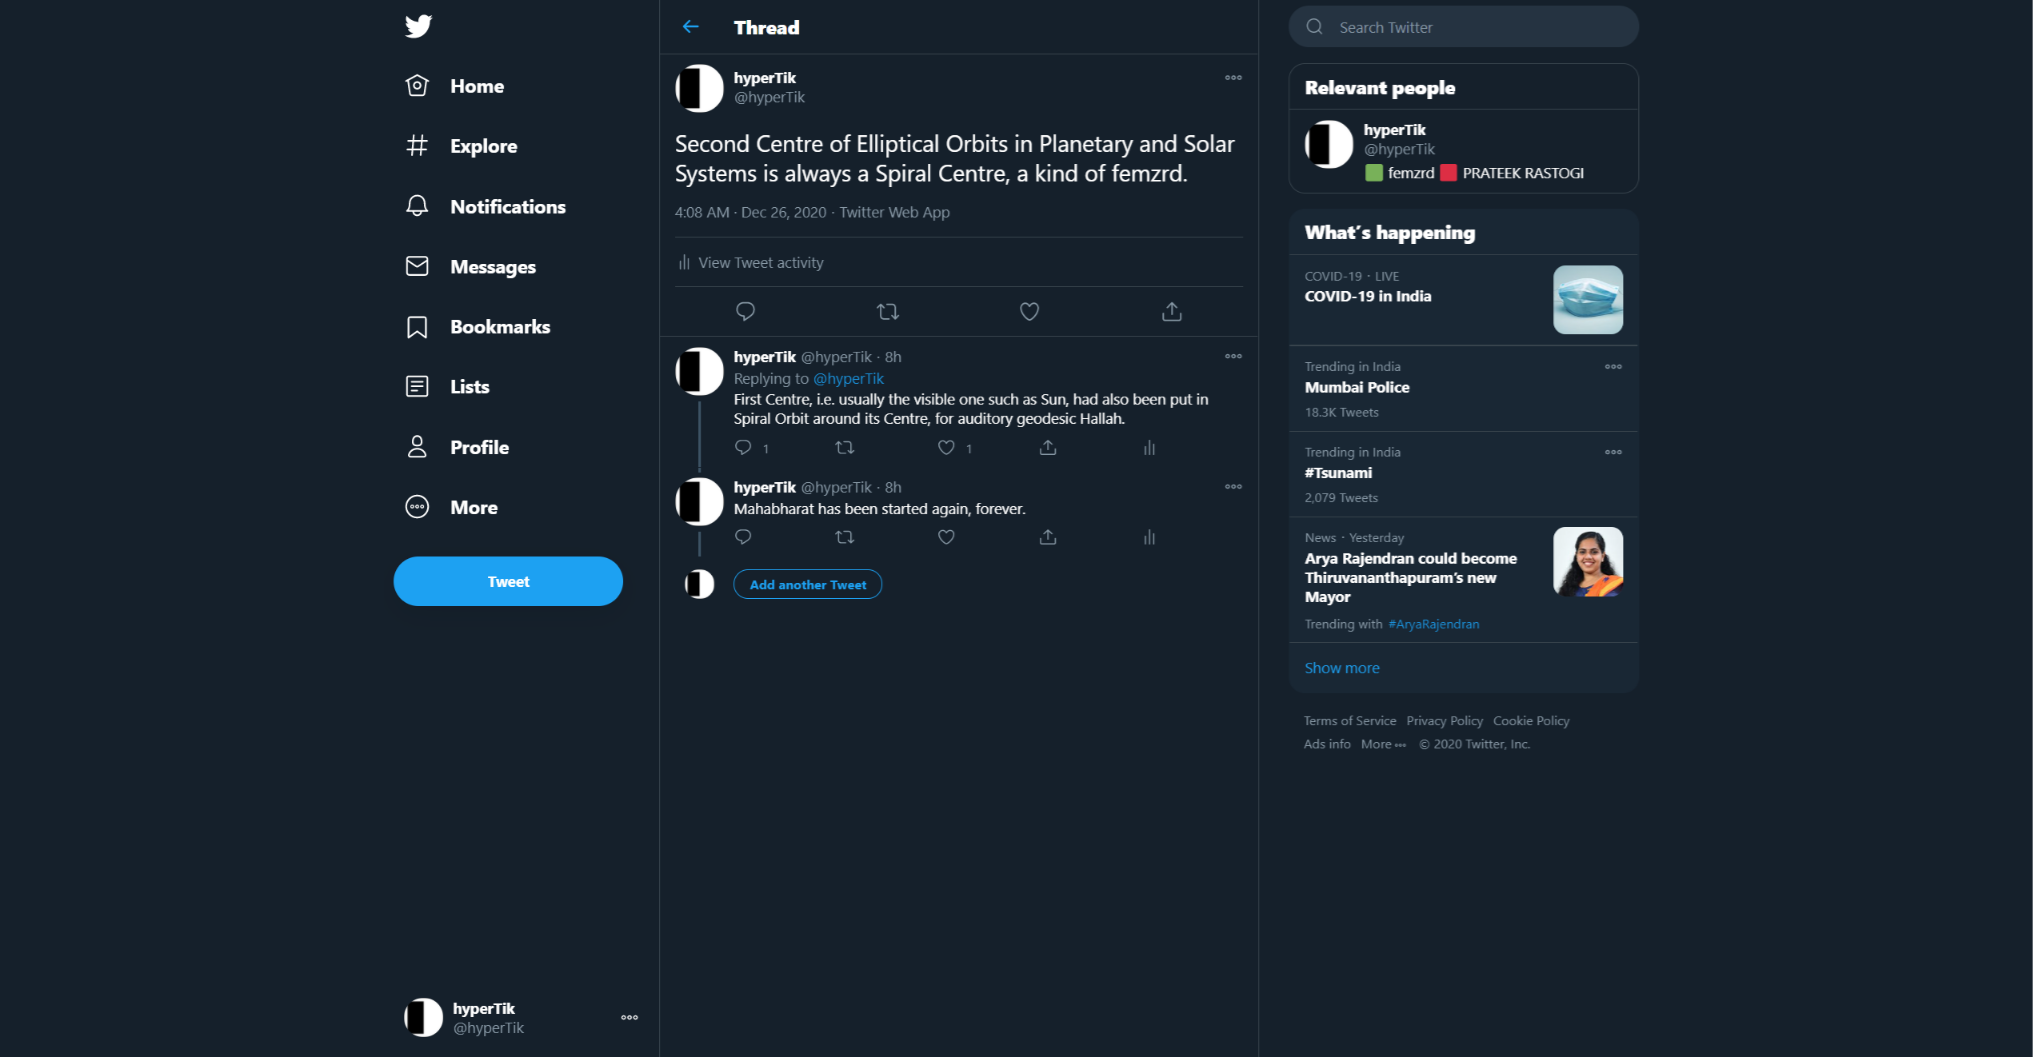 Home
Explore
Notifications
Messages
Bookmarks
Lists
Profile
More
Tweet
hyperTik
@hyperTik
Thread
hyperTik
@hyperTik
Second Centre of Elliptical Orbits in Planetary and Solar
Systems is always a Spiral Centre, a kind of femzrd.
4:08 AM · Dec 26, 2020 · Twitter Web App
View Tweet activity
hyperTik @hyperTik · 8h
Replying to @hyperTik
First Centre, i.e. usually the visible one such as Sun, had also been put in
Spiral Orbit around its Centre, for auditory geodesic Hallah.
1 1
hyperTik @hyperTik · 8h
Mahabharat has been started again, forever.
Add another Tweet
Search Twitter
Relevant people
hyperTik
@hyperTik
femzrd PRATEEK RASTOGI
What's happening
COVID-19 · LIVE
COVID-19 in India
Trending in India
Mumbai Police
18.3K Tweets
Trending in India
#Tsunami
2,079 Tweets
News · Yesterday
Arya Rajendran could become
Thiruvananthapuram's new
Mayor
Trending with #AryaRajendran
Show more
Terms of Service Privacy Policy Cookie Policy
Ads info More © 2020 Twitter, Inc.